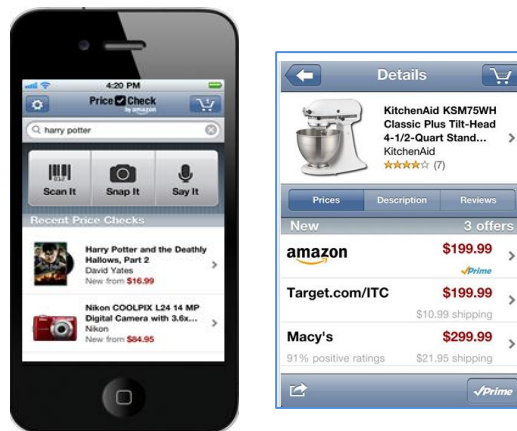 4:20 PM
Price Check
by amazon
harry potter
Scan It
Snap It
Say It
Recent Price Checks
Harry Potter and the Deathly
Hallows, Part 2
David Yates
New from $16.99
Nikon COOLPIX L24 14 MP
Digital Camera with 3.6x...
Nikon
New from $84.95
Details
KitchenAid KSM75WH
Classic Plus Tilt-Head
4-1/2-Quart Stand...
KitchenAid
(7)
Prices
Description
Reviews
New
3 offers
amazon
$199.99
Prime
Target.com/ITC
$199.99
$10.99 shipping
Macy's
$299.99
91% positive ratings
$21.95 shipping
Prime